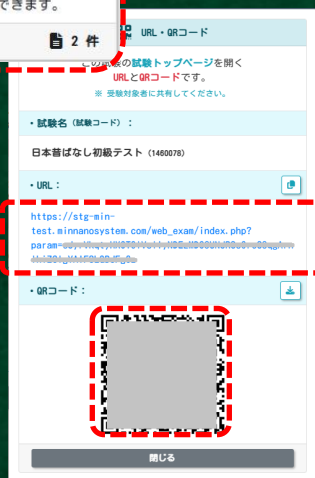 できます。
2 件
URL・QRコード
この試験の試験トップページを開く
URLとQRコードです。
※ 受験対象者に共有してください。
・試験名（試験コード）：
日本昔ばなし初級テスト（1460078）
・URL：
https://stg-min-
test.minnanosystem.com/web_exam/index.php?
param=
・QRコード：
閉じる